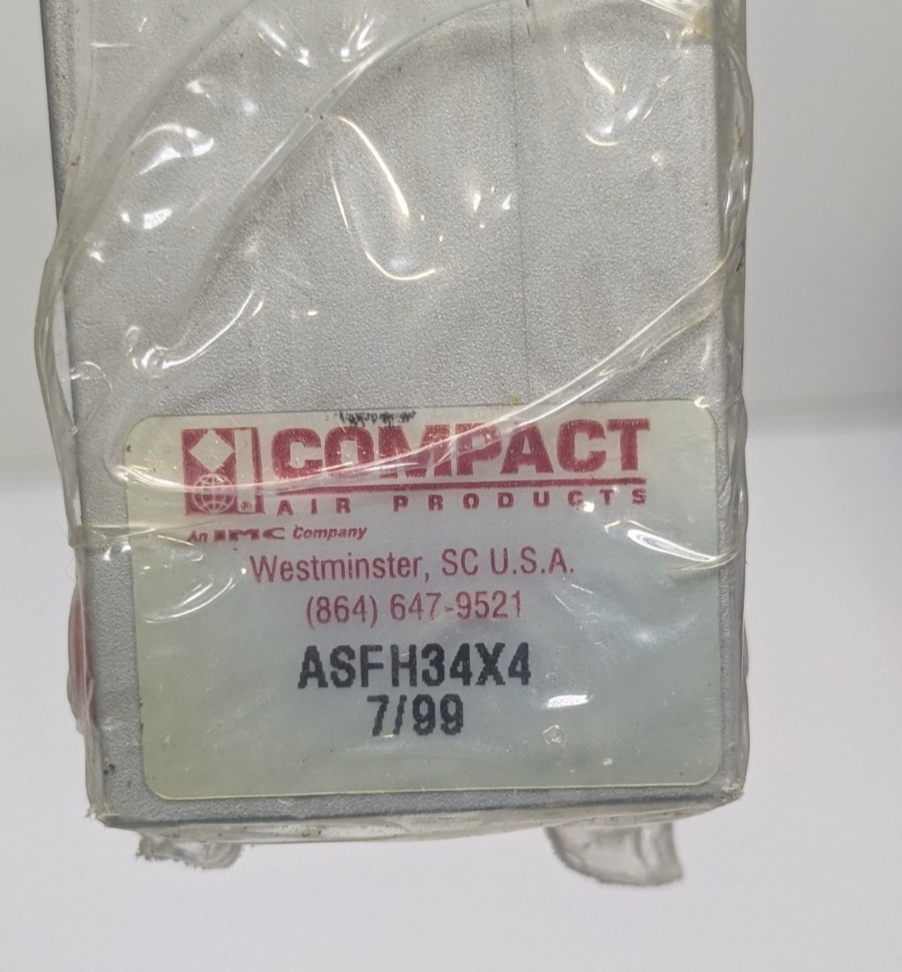 COMPACT
AIR PRODUCTS
An IMC Company
Westminster, SC U.S.A.
(864) 647-9521
ASFH34X4
7/99